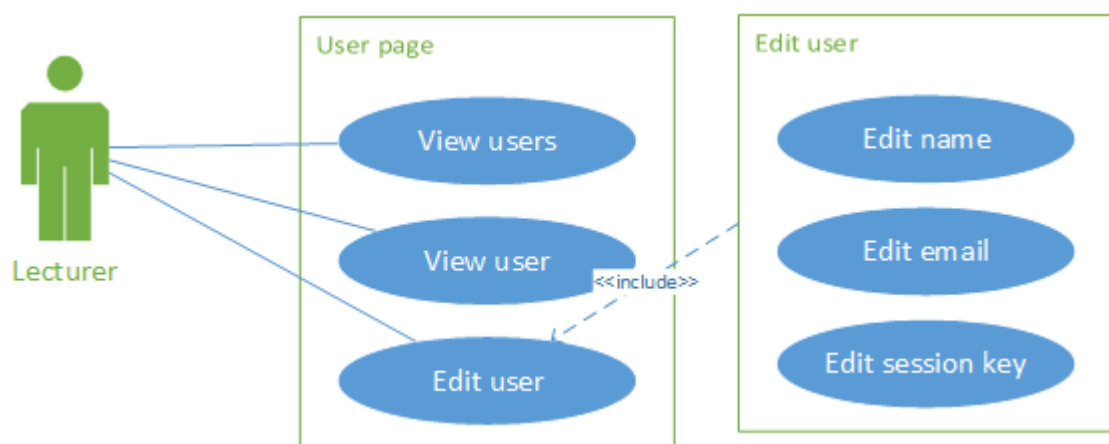 User page
View users
View user
Edit user
Lecturer
<<include>>
Edit user
Edit name
Edit email
Edit session key